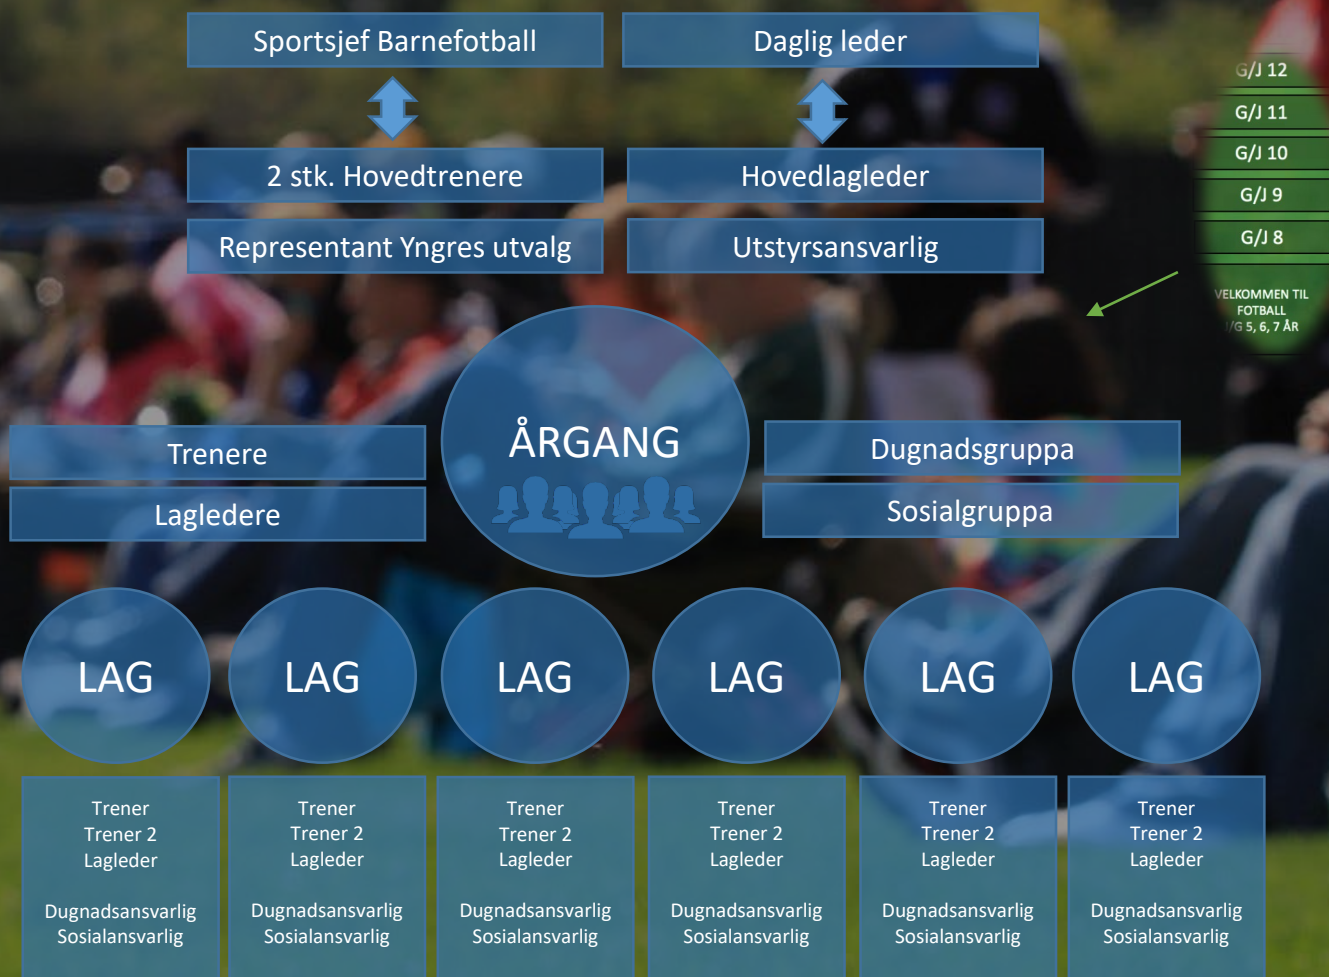 Sportsjef Barnefotball
Daglig leder
2 stk. Hovedtrenere
Hovedlagleder
Representant Yngres utvalg
Utstyrsansvarlig
G/J 12
G/J 11
G/J 10
G/J 9
G/J 8
VELKOMMEN TIL
FOTBALL
J/G 5, 6, 7 ÅR
ÅRGANG
Trenere
Lagledere
Dugnadsgruppa
Sosialgruppa
LAG
LAG
LAG
LAG
LAG
LAG
Trener
Trener 2
Lagleder
Dugnadsansvarlig
Sosialansvarlig
Trener
Trener 2
Lagleder
Dugnadsansvarlig
Sosialansvarlig
Trener
Trener 2
Lagleder
Dugnadsansvarlig
Sosialansvarlig
Trener
Trener 2
Lagleder
Dugnadsansvarlig
Sosialansvarlig
Trener
Trener 2
Lagleder
Dugnadsansvarlig
Sosialansvarlig
Trener
Trener 2
Lagleder
Dugnadsansvarlig
Sosialansvarlig